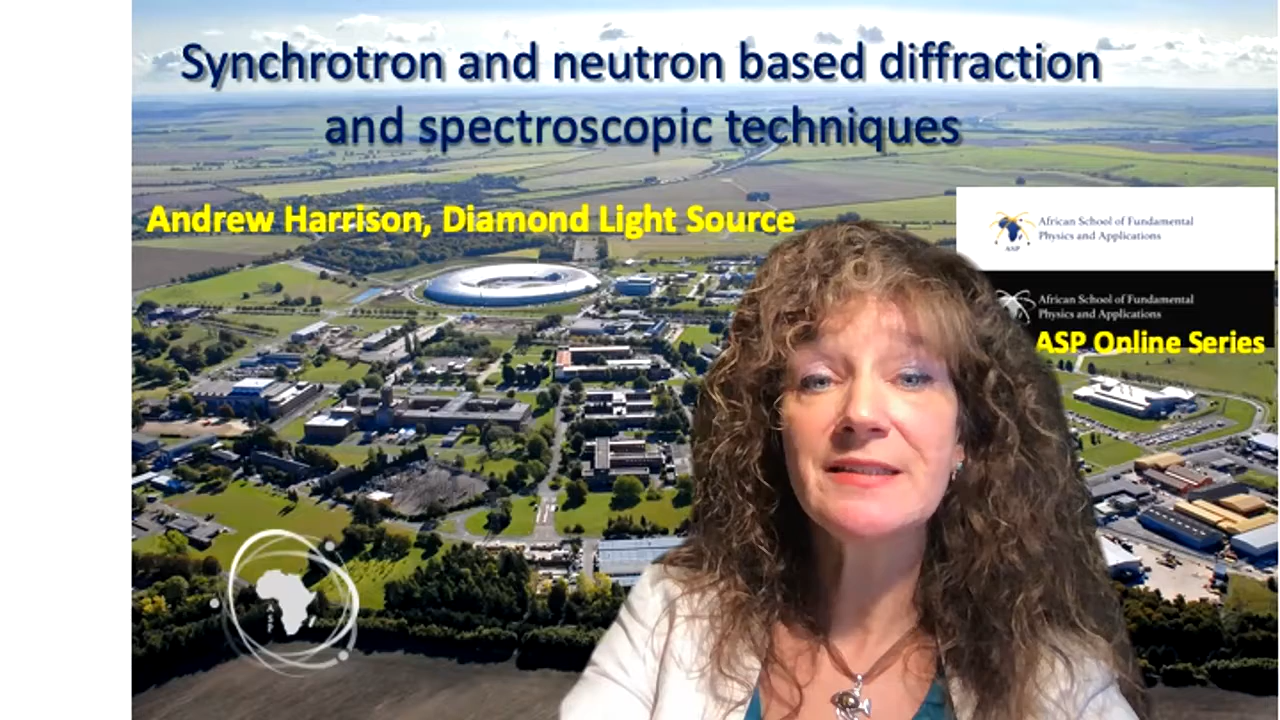 Synchrotron and neutron based diffraction
and spectroscopic techniques
Andrew Harrison, Diamond Light Source
African School of Fundamental
Physics and Applications
ASP
African School of Fundamental
Physics and Applications
ASP Online Series
A
S
P